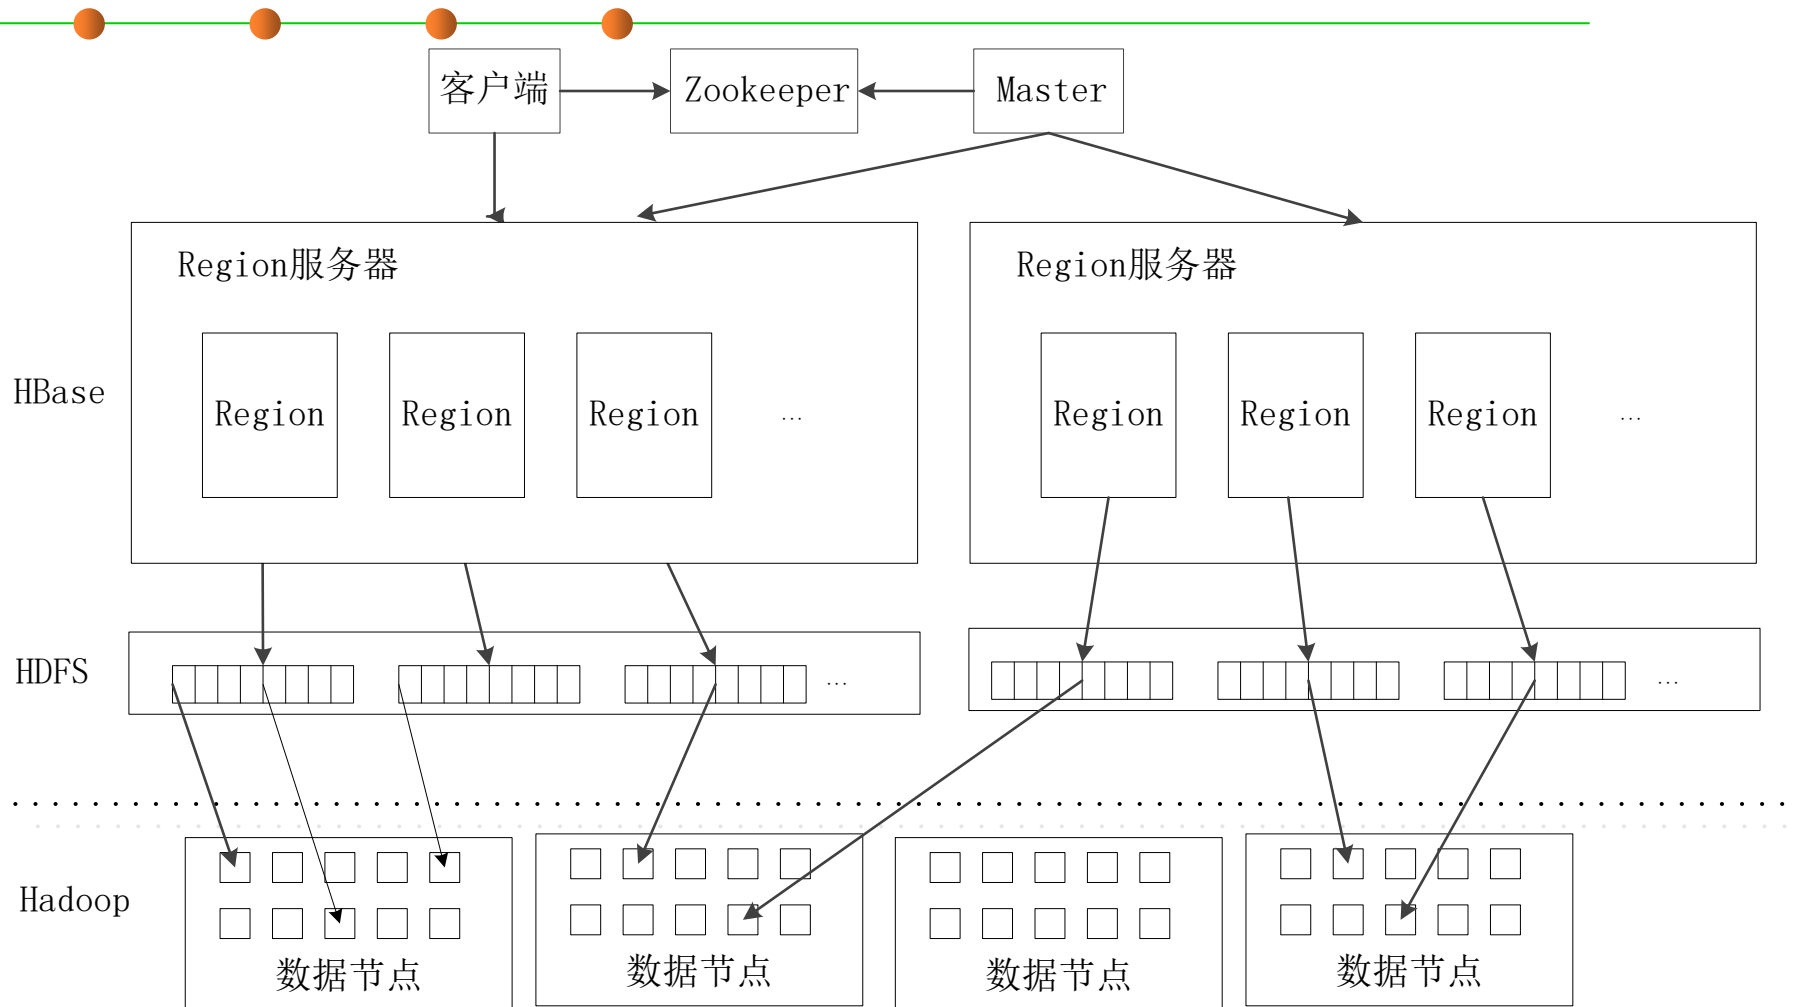 客户端 Zookeeper Master
Region服务器 Region服务器
HBase Region Region Region ... Region Region Region ...
HDFS ... ...
Hadoop
数据节点 数据节点 数据节点 数据节点